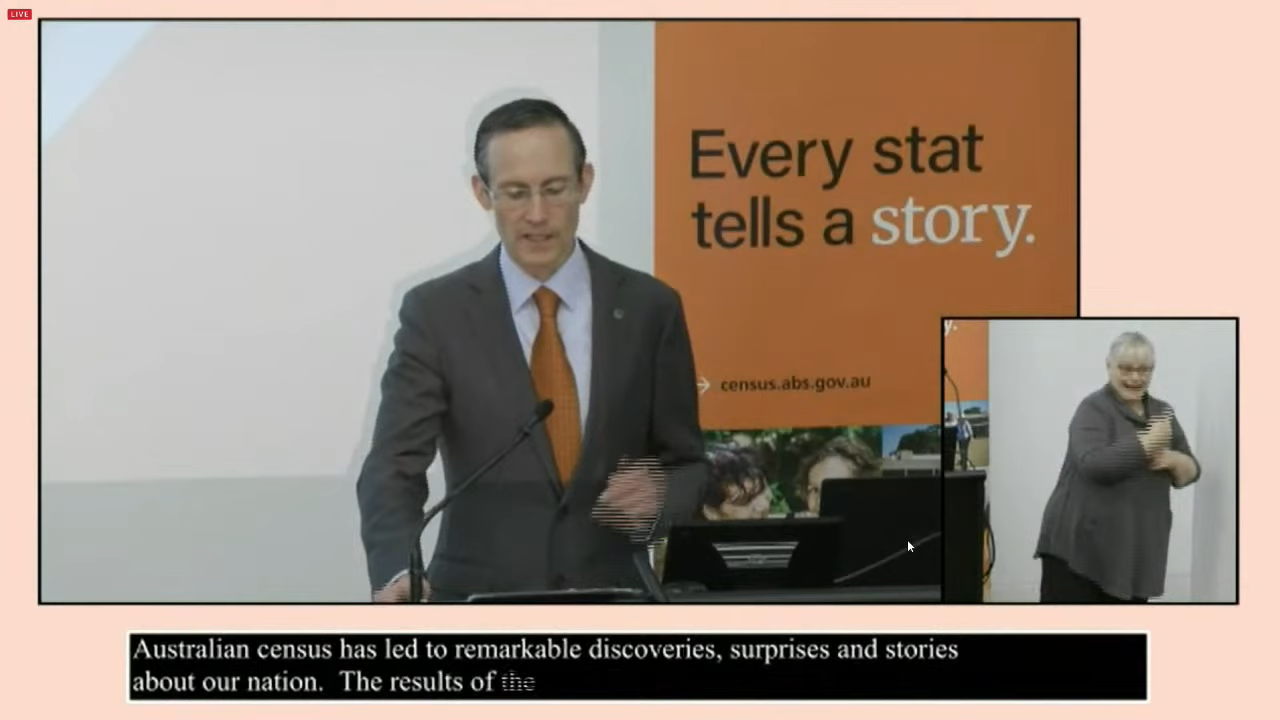 LIVE
Every stat
tells a story.
census.abs.gov.au
y.
Australian census has led to remarkable discoveries, surprises and stories
about our nation. The results of the